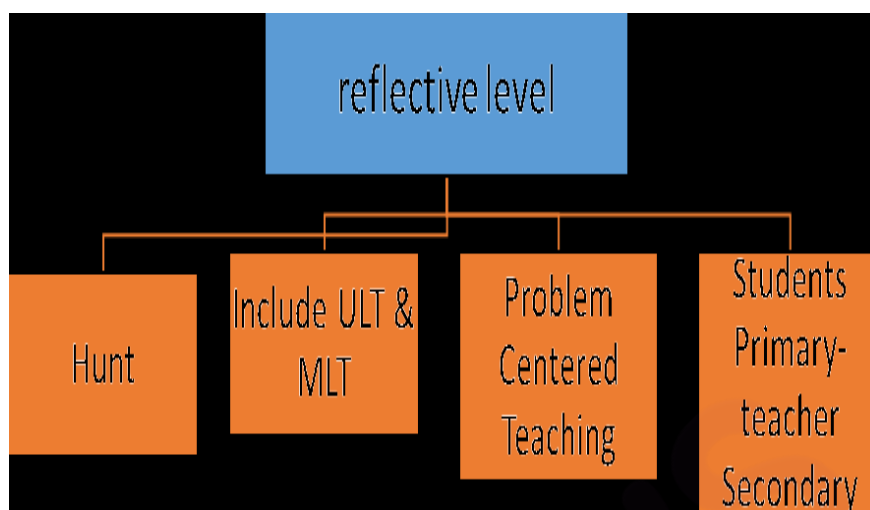 reflective level
Hunt
Include ULT &
MLT
Problem
Centered
Teaching
Students
Primary-
teacher
Secondary